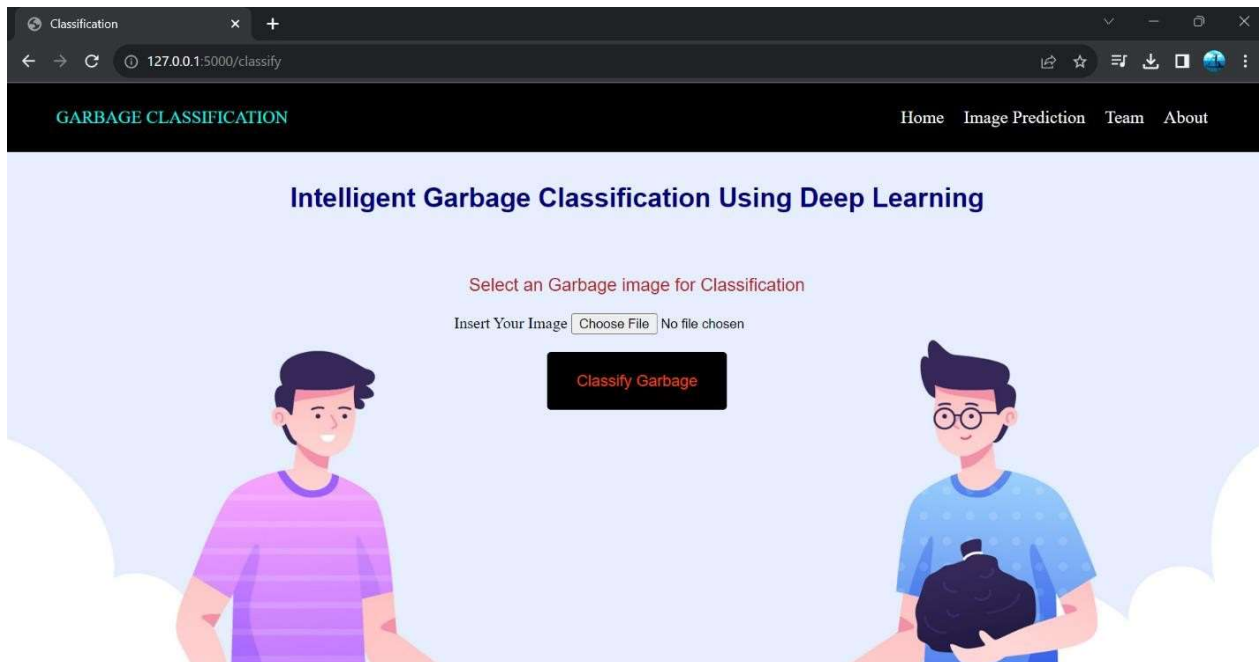 Classification
127.0.0.1:5000/classify
GARBAGE CLASSIFICATION Home Image Prediction Team About
Intelligent Garbage Classification Using Deep Learning
Select an Garbage image for Classification
Insert Your Image Choose File No file chosen
Classify Garbage